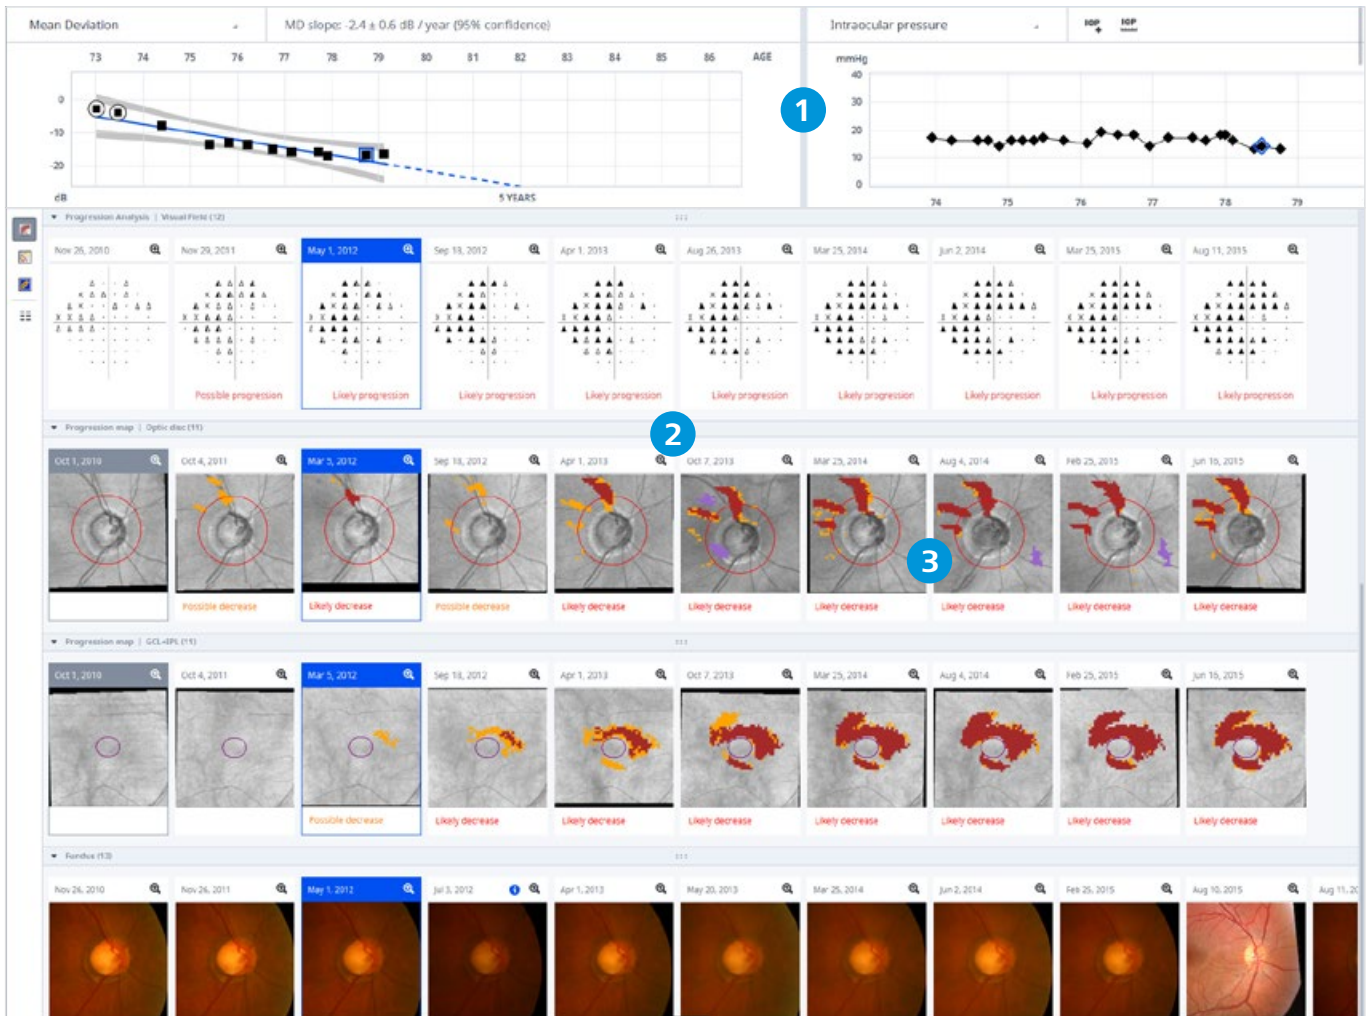 Mean Deviation
MD slope: -2.4 ± 0.6 dB / year (95% confidence)
Intraocular pressure
IOP
IOP
73 74 75 76 77 78 79 80 81 82 83 84 85 86 AGE
0
-10
-20
dB
5 YEARS
1
mmHg
40
30
20
10
0
74 75 76 77 78 79
Progression Analysis | Visual Field (12)
Nov 26, 2010 Nov 29, 2011 May 1, 2012 Sep 18, 2012 Apr 1, 2013 Aug 26, 2013 Mar 25, 2014 Jun 2, 2014 Mar 25, 2015 Aug 11, 2015
Possible progression Likely progression Likely progression Likely progression Likely progression Likely progression Likely progression Likely progression Likely progression
2
Progression map | Optic disc (11)
Oct 1, 2010 Oct 4, 2011 Mar 5, 2012 Sep 18, 2012 Apr 1, 2013 Oct 7, 2013 Mar 25, 2014 Aug 4, 2014 Feb 25, 2015 Jun 16, 2015
3
Possible decrease Likely decrease Possible decrease Likely decrease Likely decrease Likely decrease Likely decrease Likely decrease Likely decrease
Progression map | GCL+IPL (11)
Oct 1, 2010 Oct 4, 2011 Mar 5, 2012 Sep 18, 2012 Apr 1, 2013 Oct 7, 2013 Mar 25, 2014 Aug 4, 2014 Feb 25, 2015 Jun 16, 2015
Possible decrease Likely decrease Likely decrease Likely decrease Likely decrease Likely decrease Likely decrease Likely decrease
Fundus (13)
Nov 26, 2010 Nov 26, 2011 May 1, 2012 Jul 3, 2012 Apr 1, 2013 May 20, 2013 Mar 25, 2014 Jun 2, 2014 Feb 25, 2015 Aug 10, 2015 Aug 11, 2